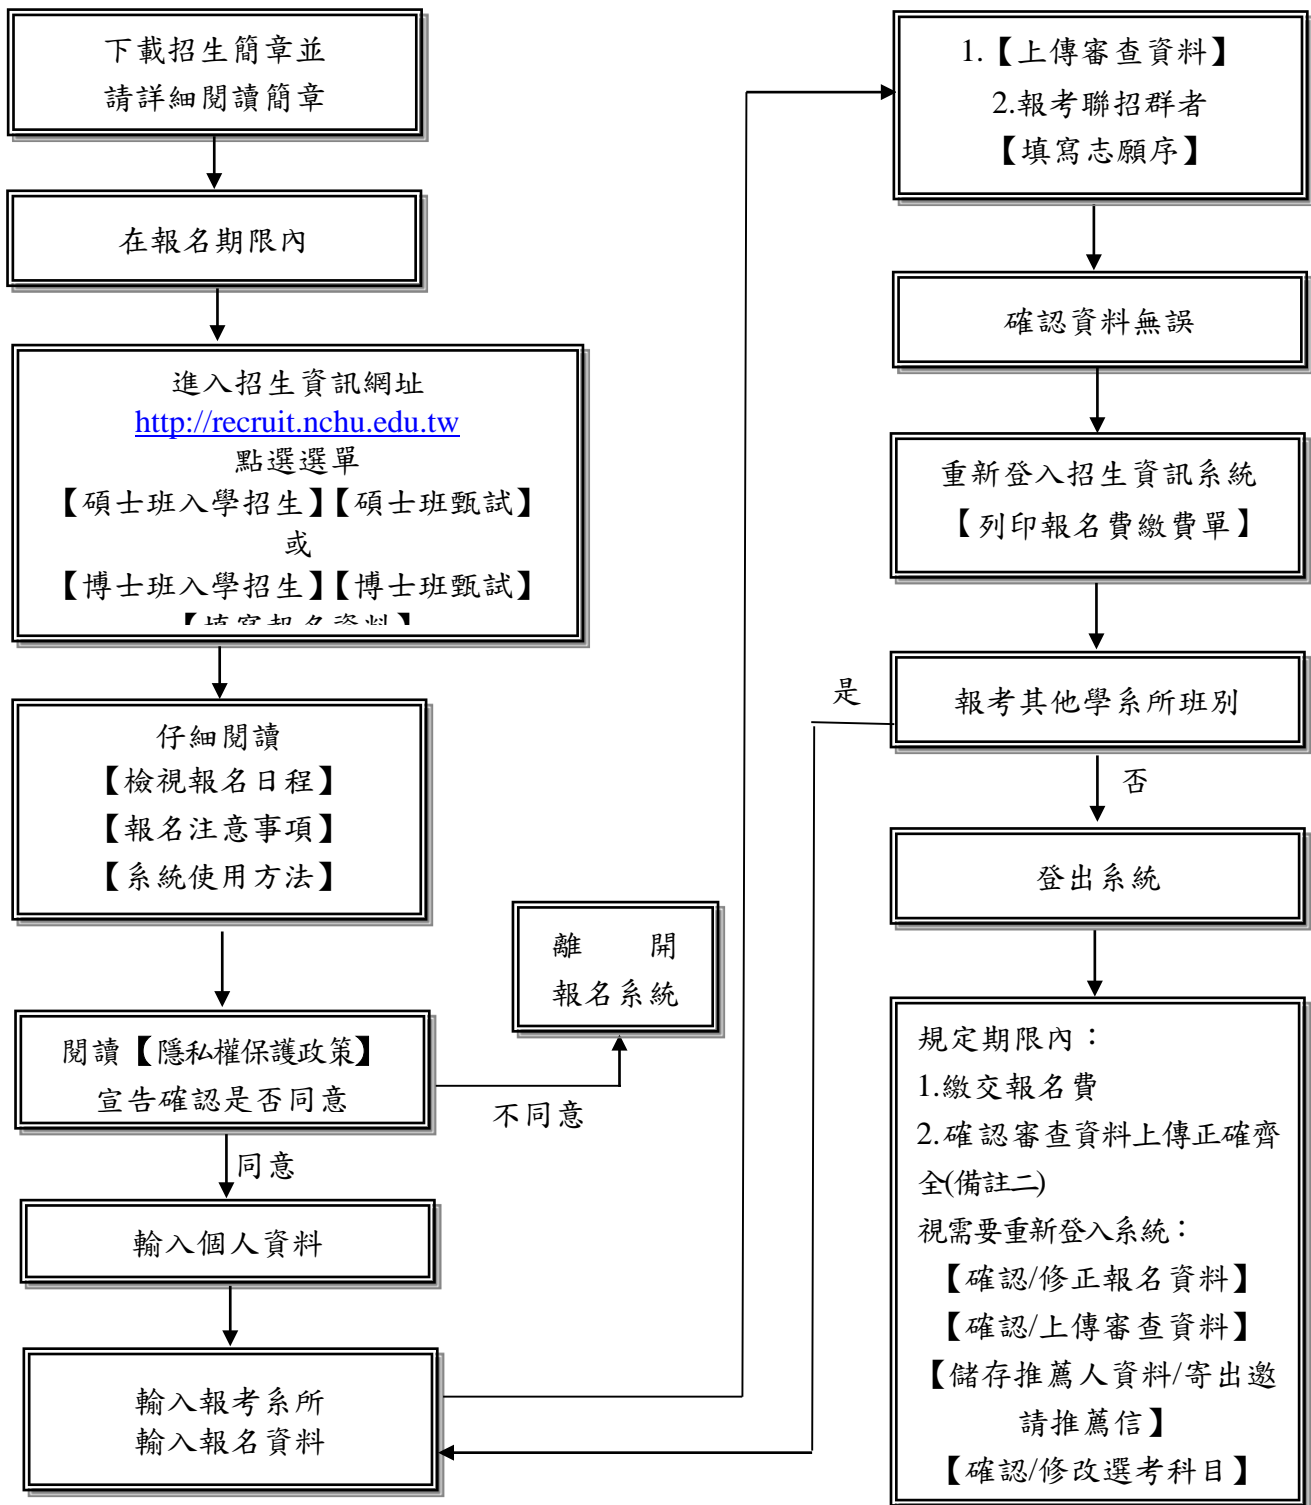 下載招生簡章並
請詳細閱讀簡章
在報名期限內
進入招生資訊網址
http://recruit.nchu.edu.tw
點選選單
【碩士班入學招生】【碩士班甄試】
或
【博士班入學招生】【博士班甄試】
【填寫報名資料】
仔細閱讀
【檢視報名日程】
【報名注意事項】
【系統使用方法】
閱讀【隱私權保護政策】
宣告確認是否同意
不同意
離　開
報名系統
同意
輸入個人資料
輸入報考系所
輸入報名資料
1.【上傳審查資料】
2.報考聯招群者
【填寫志願序】
確認資料無誤
重新登入招生資訊系統
【列印報名費繳費單】
報考其他學系所班別
是
否
登出系統
規定期限內：
1.繳交報名費
2.確認審查資料上傳正確齊
全(備註二)
視需要重新登入系統：
【確認/修正報名資料】
【確認/上傳審查資料】
【儲存推薦人資料/寄出邀
請推薦信】
【確認/修改選考科目】